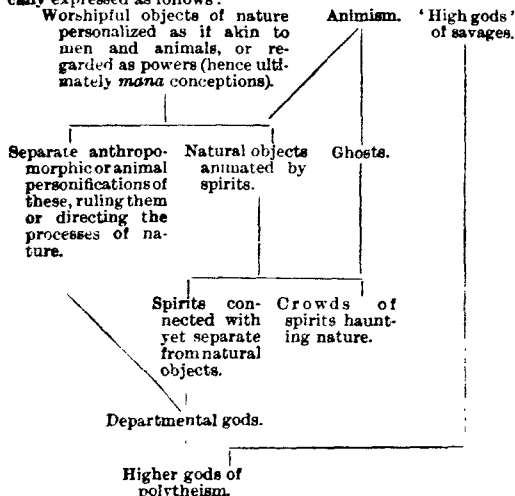 cally expressed as follows:
Worshipful objects of nature
personalized as if akin to
men and animals, or re-
garded as powers (hence ulti-
mately mana conceptions).
Animism.
'High gods'
of savages.
Separate anthropo-
morphic or animal
personifications of
these, ruling them
or directing the
processes of na-
ture.
Natural objects
animated by
spirits.
Ghosts.
Spirits con-
nected with
yet separate
from natural
objects.
Crowds of
spirits haunt-
ing nature.
Departmental gods.
Higher gods of
polytheism.